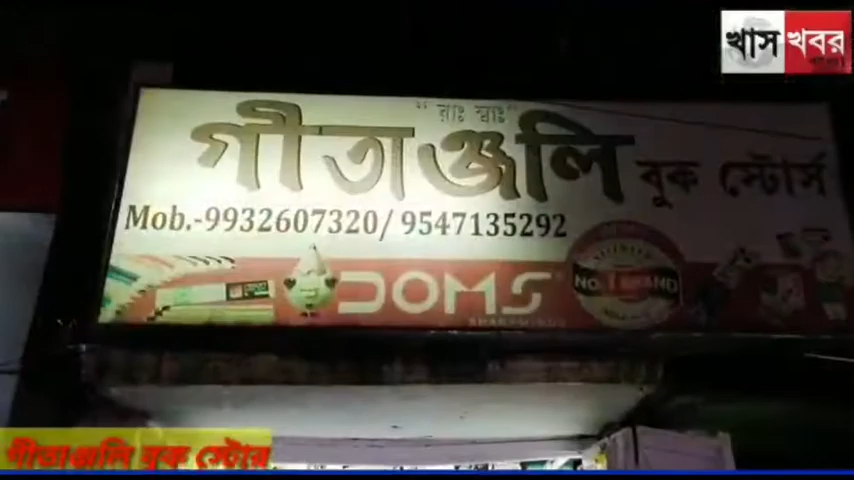 খাস খবর
"রাঃ স্বাঃ"
গীতাঞ্জলি বুক স্টোর্স
Mob.-9932607320/ 9547135292
DOMS
NO.1 BRAND
গীতাঞ্জলি বুক স্টোর